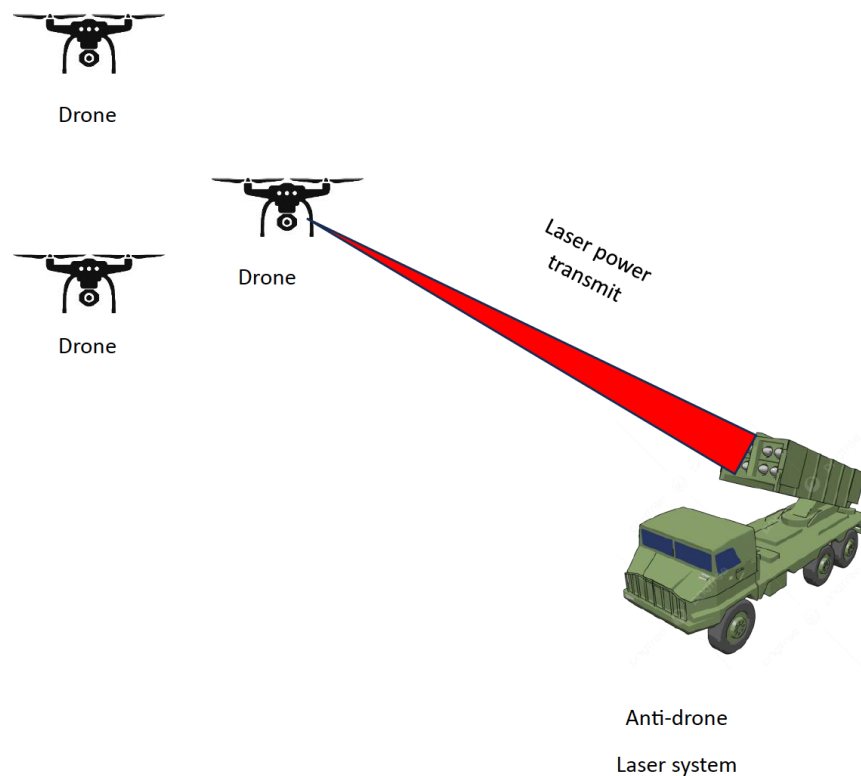 Drone
Drone
Drone
Laser power
transmit
Anti-drone
Laser system